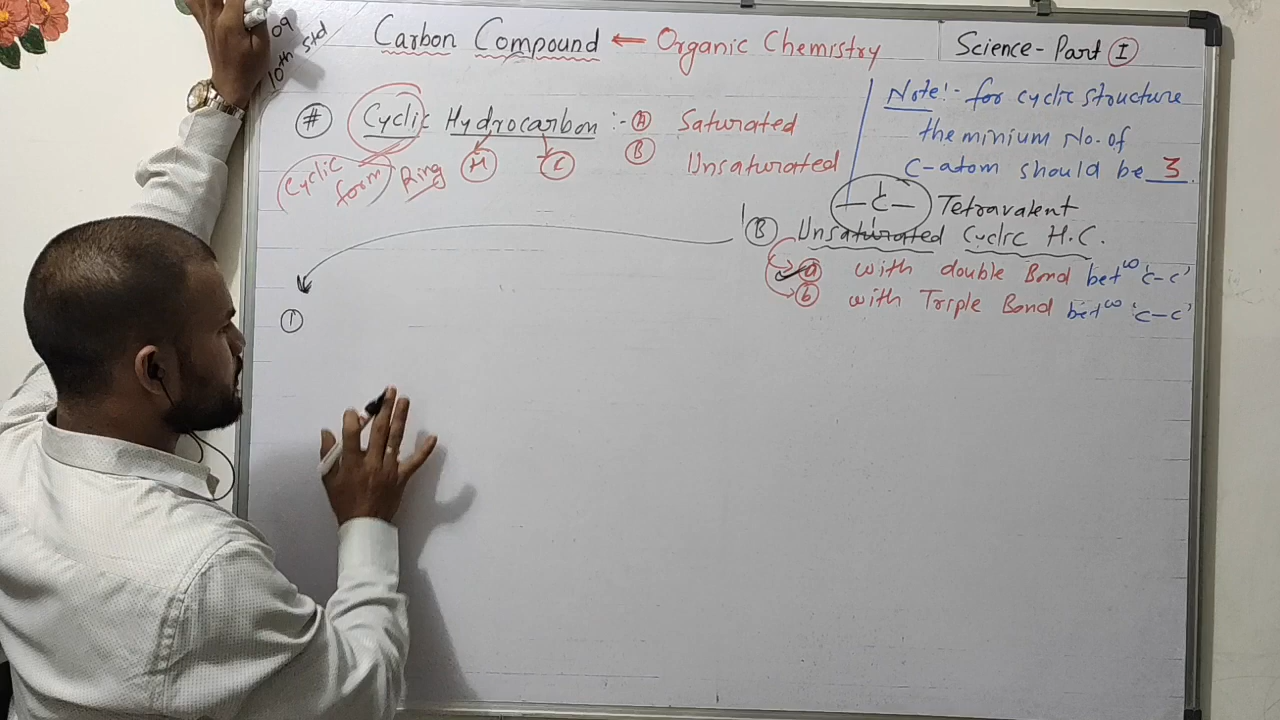 09
10th Std
Carbon Compound ← Organic Chemistry
Science-Part I
# Cyclic Hydrocarbon :- A Saturated
B Unsaturated
Cyclic form Ring H C
Note!- for cyclic structure
the minium No. of
C-atom should be 3.
-C- Tetravalent
B Unsaturated Cyclic H.C.
a with double Bond betw 'c-c'
b with Triple Bond betw 'c-c'
1